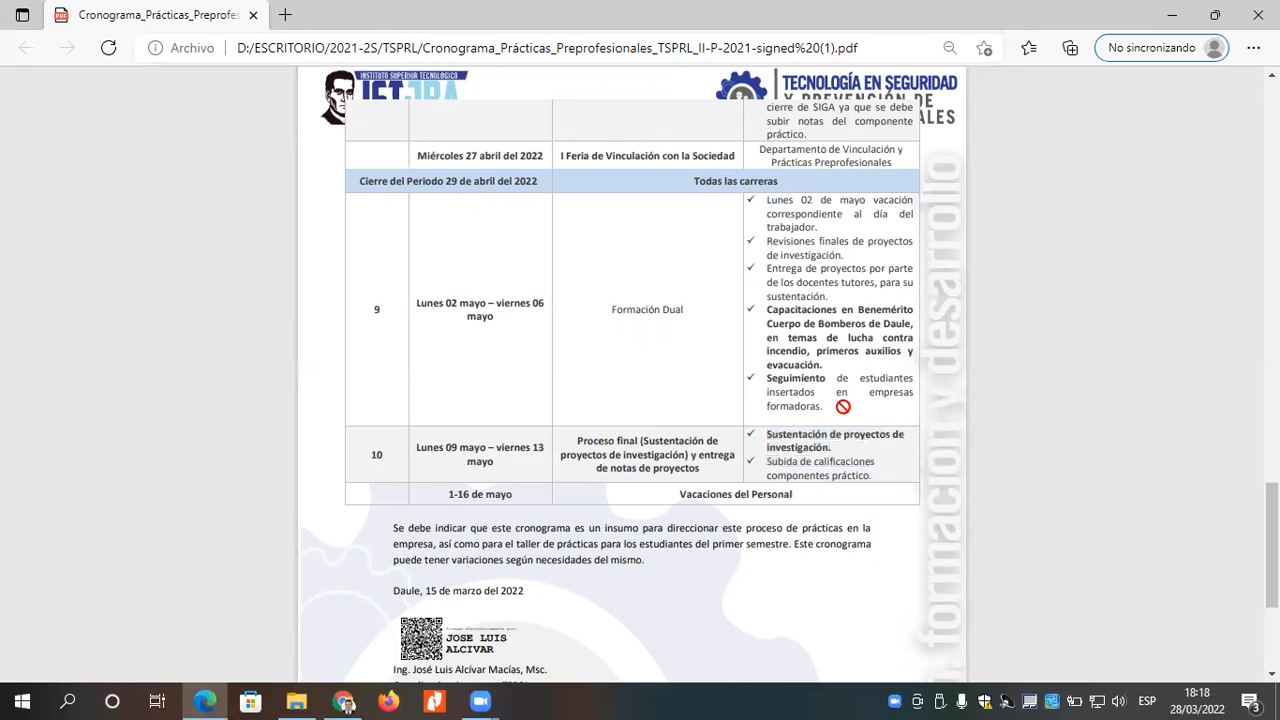 Cronograma_Prácticas_Preprofes
Archivo
D:/ESCRITORIO/2021-2S/TSPRL/Cronograma_Prácticas_Preprofesionales_TSPRL_II-P-2021-signed%20(1).pdf
No sincronizando
INSTITUTO SUPERIOR TECNOLÓGICO
TECNOLOGÍA EN SEGURIDAD
cierre de SIGA ya que se debe
subir notas del componente
práctico.
Miércoles 27 abril del 2022
I Feria de Vinculación con la Sociedad
Departamento de Vinculación y
Prácticas Preprofesionales
Cierre del Periodo 29 de abril del 2022
Todas las carreras
9
Lunes 02 mayo – viernes 06
mayo
Formación Dual
✓ Lunes 02 de mayo vacación
correspondiente al día del
trabajador.
✓ Revisiones finales de proyectos
de investigación.
✓ Entrega de proyectos por parte
de los docentes tutores, para su
sustentación.
✓ Capacitaciones en Benemérito
Cuerpo de Bomberos de Daule,
en temas de lucha contra
incendio, primeros auxilios y
evacuación.
✓ Seguimiento de estudiantes
insertados en empresas
formadoras.
10
Lunes 09 mayo – viernes 13
mayo
Proceso final (Sustentación de
proyectos de investigación) y entrega
de notas de proyectos
✓ Sustentación de proyectos de
investigación.
✓ Subida de calificaciones
componentes práctico.
1-16 de mayo
Vacaciones del Personal
Se debe indicar que este cronograma es un insumo para direccionar este proceso de prácticas en la
empresa, así como para el taller de prácticas para los estudiantes del primer semestre. Este cronograma
puede tener variaciones según necesidades del mismo.
Daule, 15 de marzo del 2022
JOSE LUIS
ALCIVAR
Ing. José Luis Alcívar Macías, Msc.
formación y desarrollo
ESP
18:18
28/03/2022
3